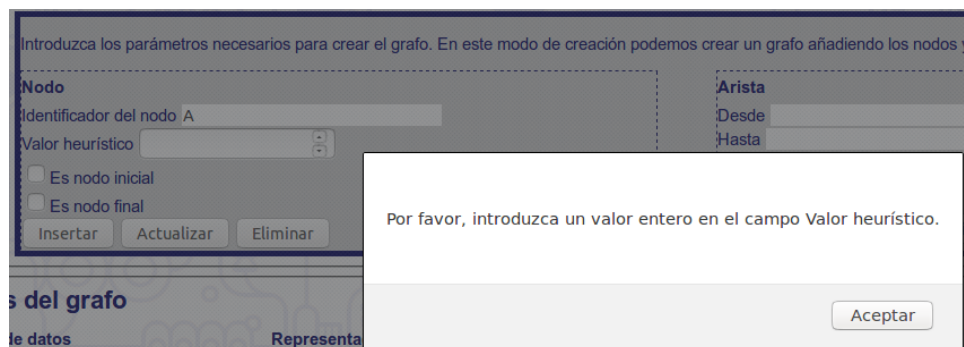 Introduzca los parámetros necesarios para crear el grafo. En este modo de creación podemos crear un grafo añadiendo los nodos y
Nodo
Identificador del nodo A
Valor heurístico
Es nodo inicial
Es nodo final
Insertar Actualizar Eliminar
Arista
Desde
Hasta
Por favor, introduzca un valor entero en el campo Valor heurístico.
Aceptar
s del grafo
de datos
Representa